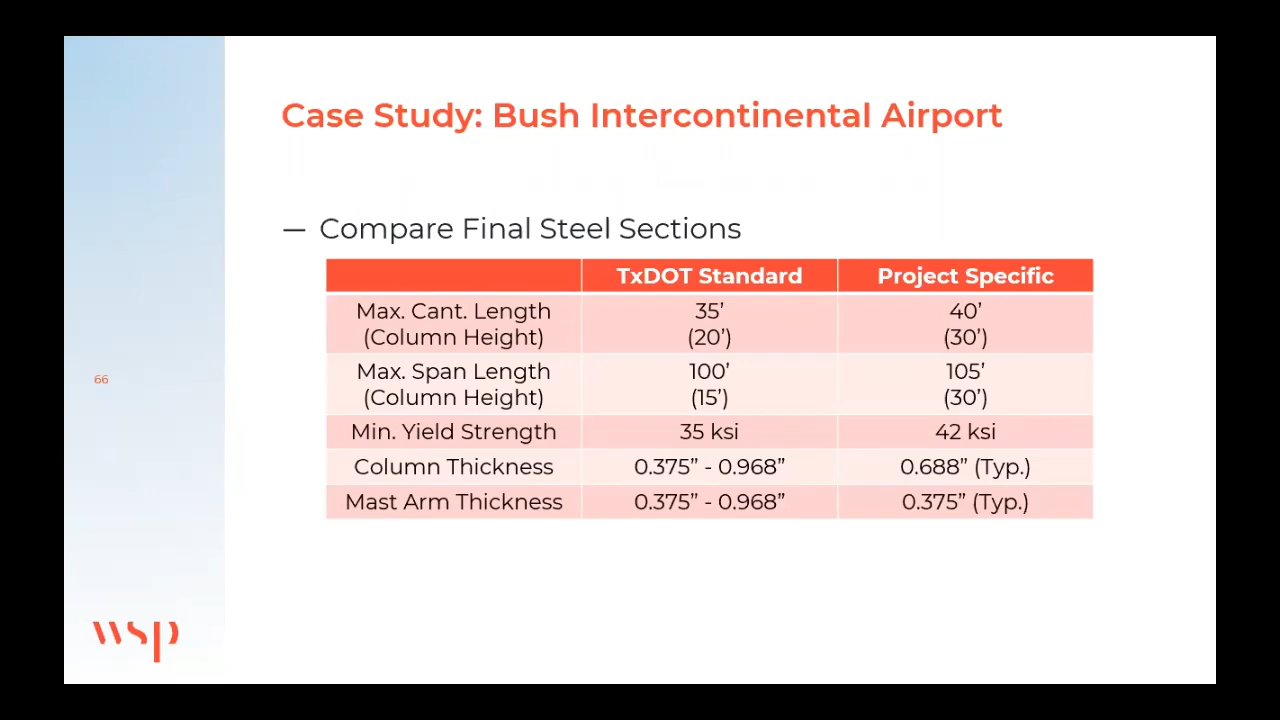 Case Study: Bush Intercontinental Airport
— Compare Final Steel Sections
TxDOT Standard Project Specific
Max. Cant. Length 35’ 40’
(Column Height) (20’) (30’)
Max. Span Length 100’ 105’
(Column Height) (15’) (30’)
Min. Yield Strength 35 ksi 42 ksi
Column Thickness 0.375” - 0.968” 0.688” (Typ.)
Mast Arm Thickness 0.375” - 0.968” 0.375” (Typ.)
66
wsp